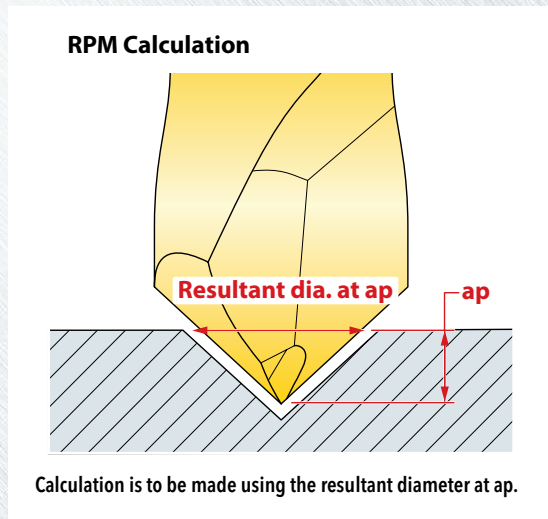 RPM Calculation
Resultant dia. at ap
ap
Calculation is to be made using the resultant diameter at ap.